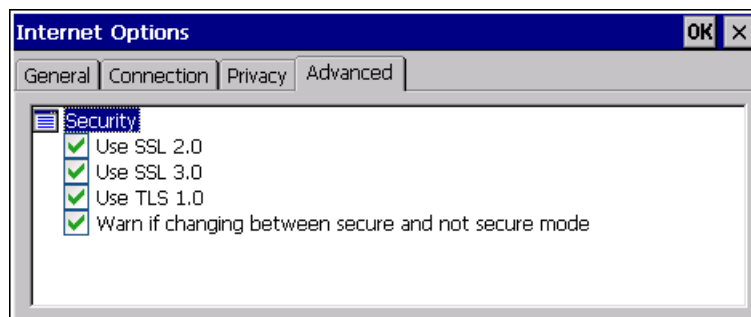 Internet Options OK ×
General Connection Privacy Advanced
Security
Use SSL 2.0
Use SSL 3.0
Use TLS 1.0
Warn if changing between secure and not secure mode